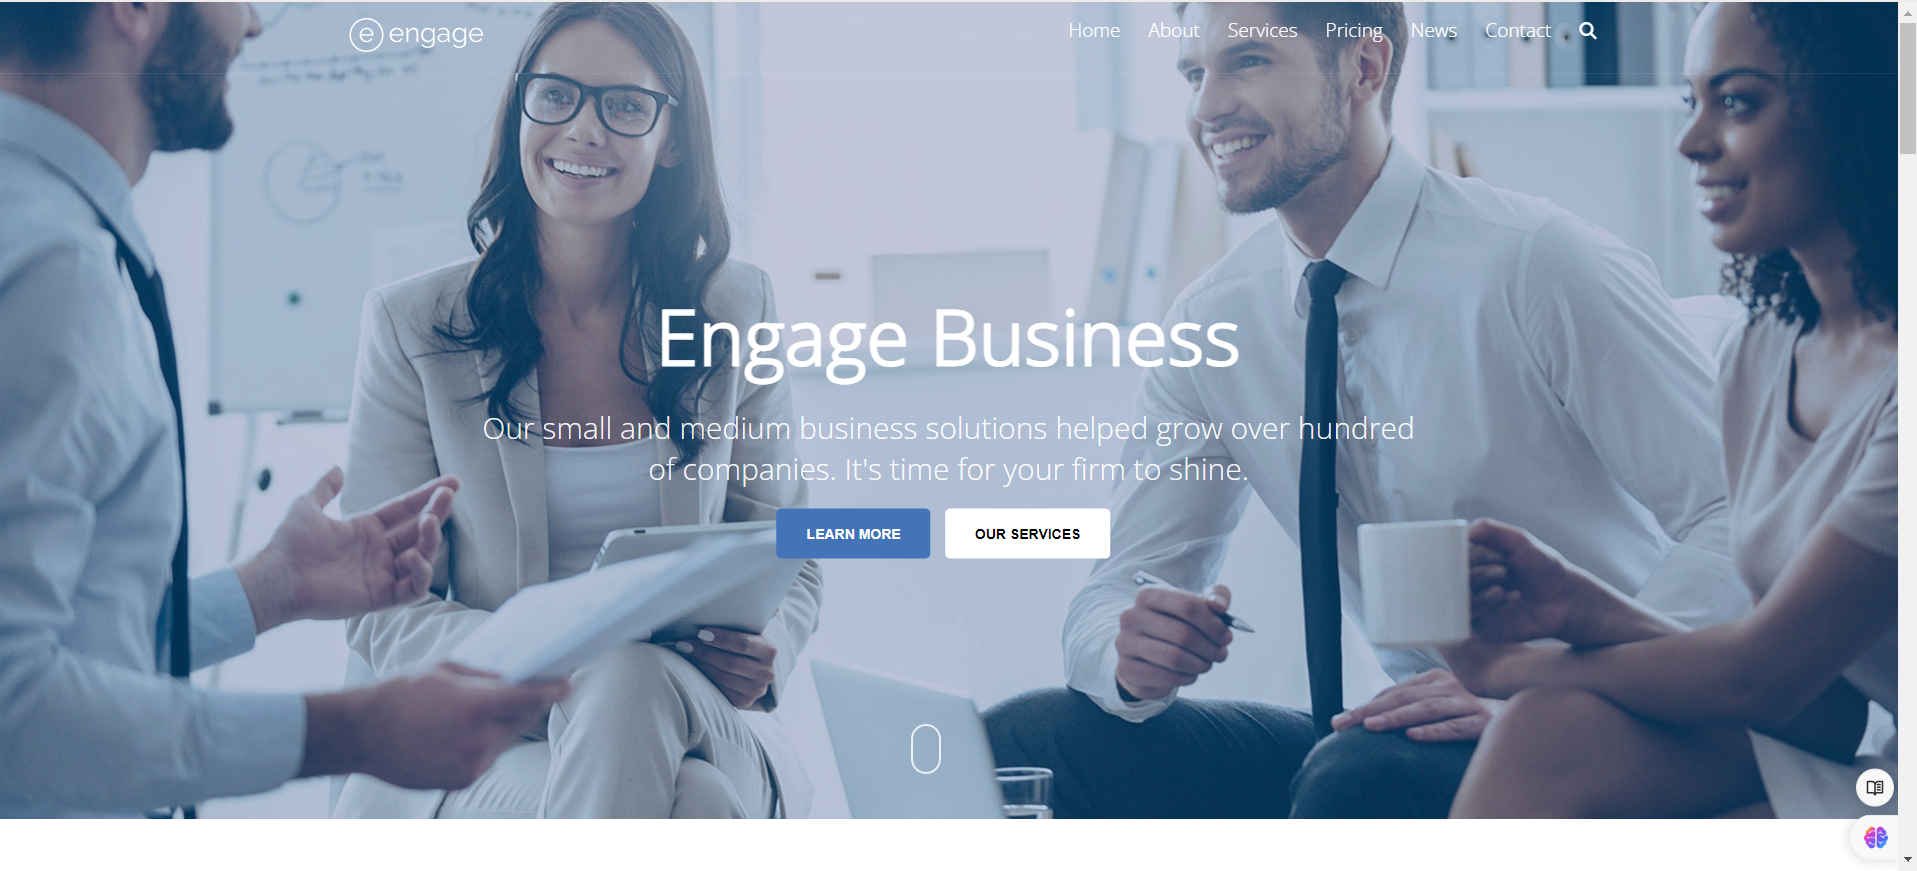 e engage
Home About Services Pricing News Contact
Engage Business
Our small and medium business solutions helped grow over hundred
of companies. It's time for your firm to shine.
LEARN MORE OUR SERVICES